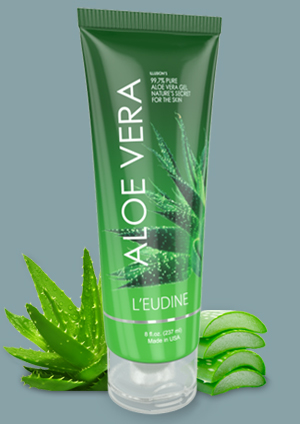 99.7% PURE
ALOE VERA GEL
NATURE'S SECRET
FOR THE SKIN
ALOE VERA
L'EUDINE
8 fl oz. (237 ml)
Made in USA